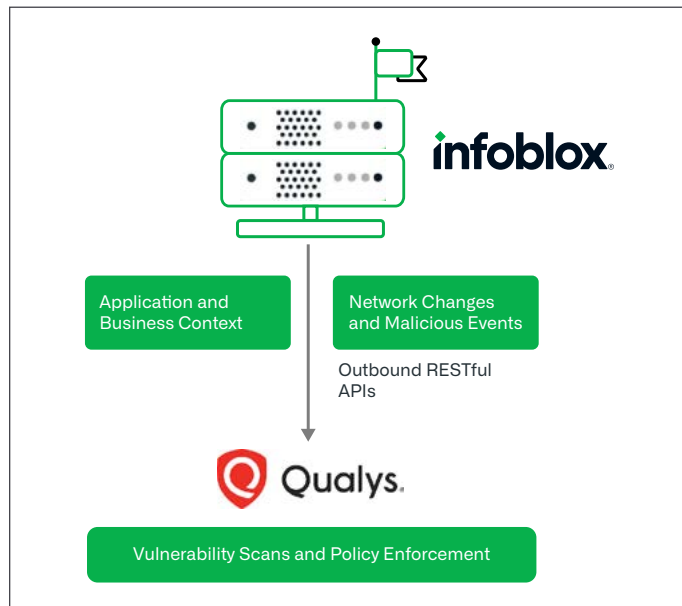 infoblox®
Application and
Business Context
Network Changes
and Malicious Events
Outbound RESTful
APIs
Qualys®
Vulnerability Scans and Policy Enforcement